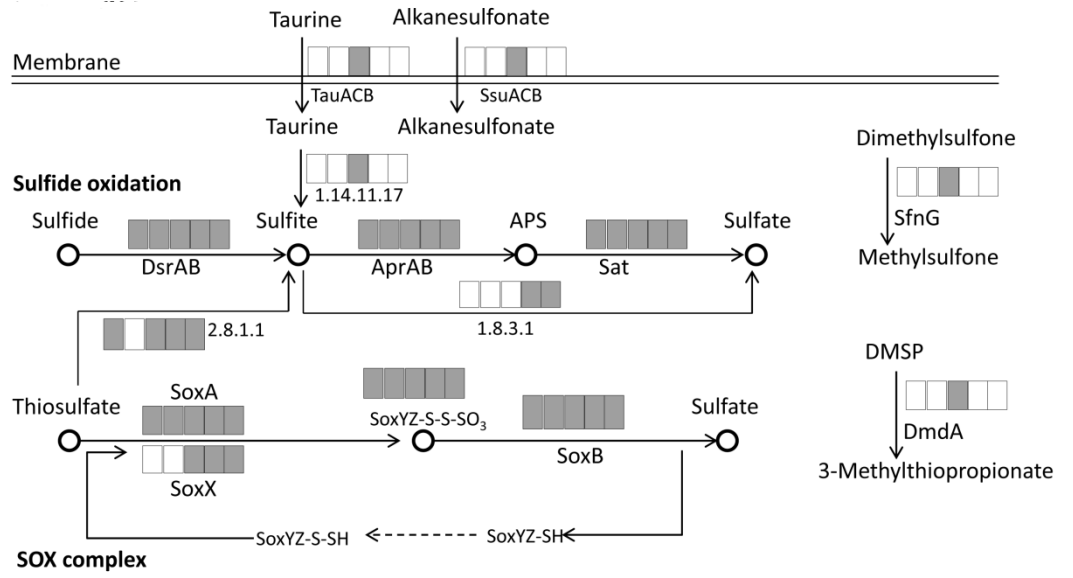 Taurine Alkanesulfonate
Membrane
TauACB SsuACB
Taurine Alkanesulfonate
Dimethylsulfone
Sulfide oxidation
1.14.11.17
SfnG
Sulfide Sulfite APS Sulfate
Methylsulfone
DsrAB AprAB Sat
2.8.1.1 1.8.3.1
DMSP
SoxA
Thiosulfate SoxYZ-S-S-SO₃ Sulfate
DmdA
SoxB
3-Methylthiopropionate
SoxX
SoxYZ-S-SH SoxYZ-SH
SOX complex